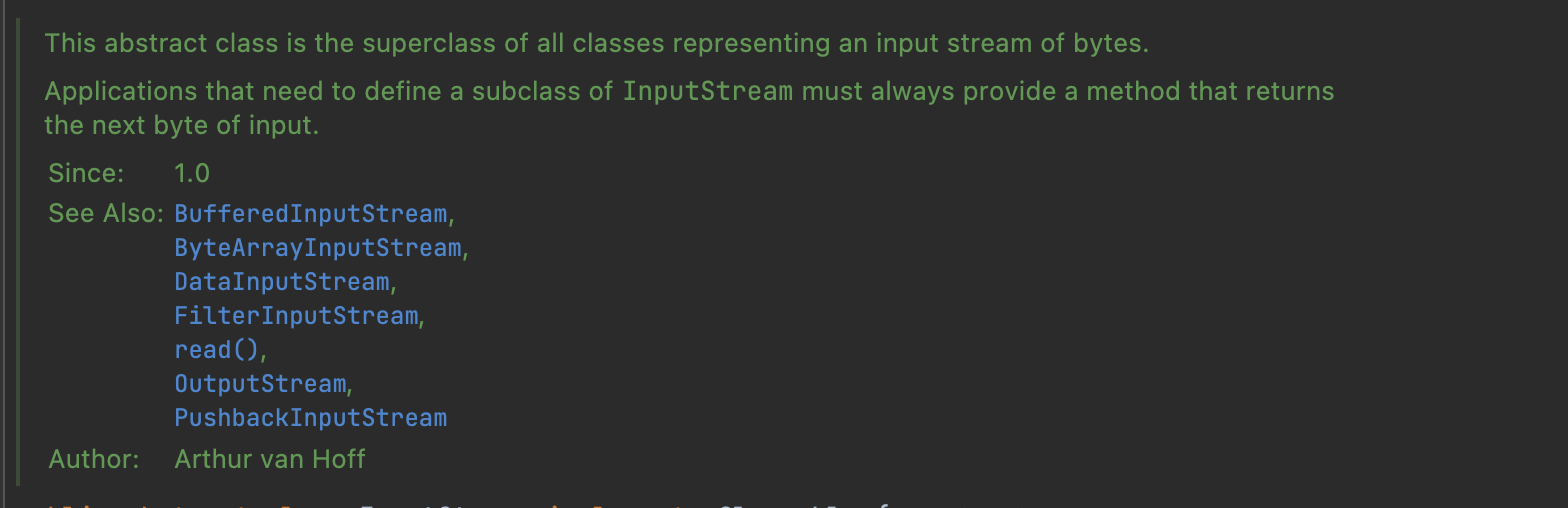 This abstract class is the superclass of all classes representing an input stream of bytes.
Applications that need to define a subclass of InputStream must always provide a method that returns
the next byte of input.
Since: 1.0
See Also: BufferedInputStream,
ByteArrayInputStream,
DataInputStream,
FilterInputStream,
read(),
OutputStream,
PushbackInputStream
Author: Arthur van Hoff